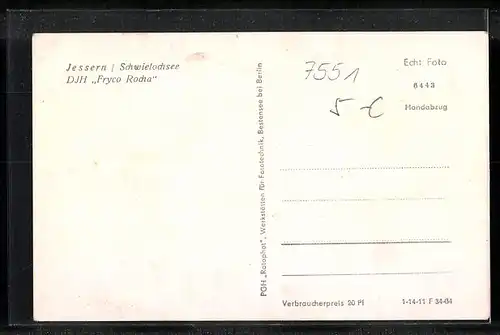 Jessern / Schwielochsee
DJH „Fryco Rocha“
PGH „Rotophot“, Werkstätten für Fototechnik, Bestensee bei Berlin
7551
5 €
Echt Foto
6443
Handabzug
Verbraucherpreis 20 Pf
1-14-11 F 34-64